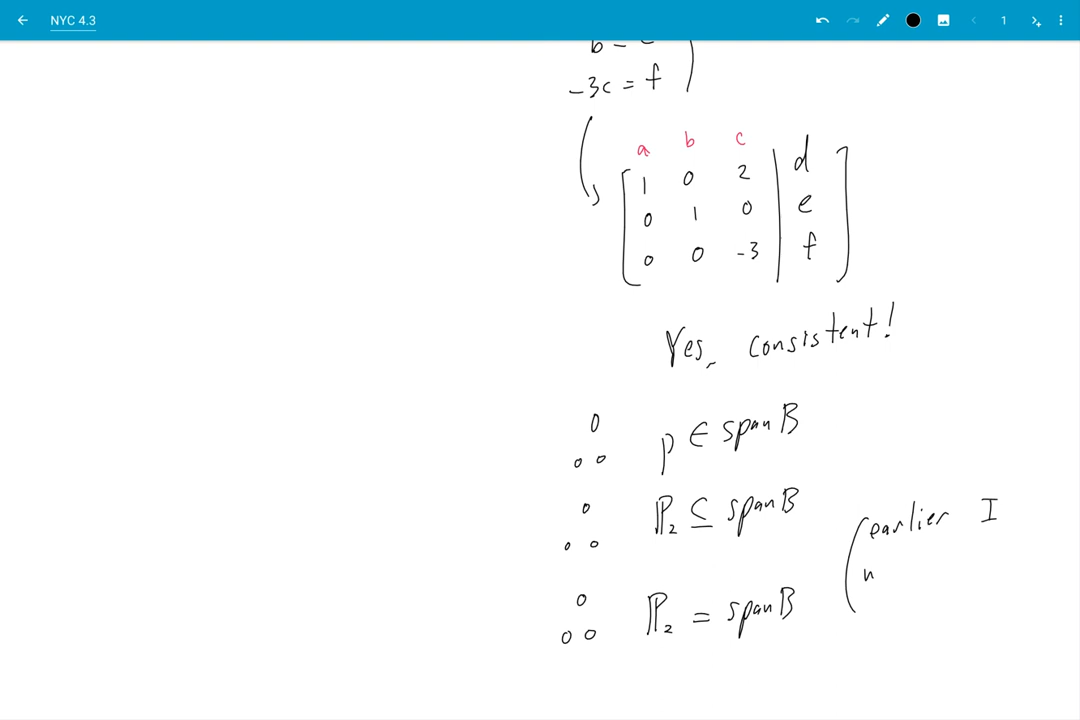 NYC 4.3
1
-3c = f
a b c
1 0 2 d
0 1 0 e
0 0 -3 f
Yes, consistent!
∴ p ∈ span B
∴ ℙ₂ ⊆ span B
(earlier I
∴ ℙ₂ = span B